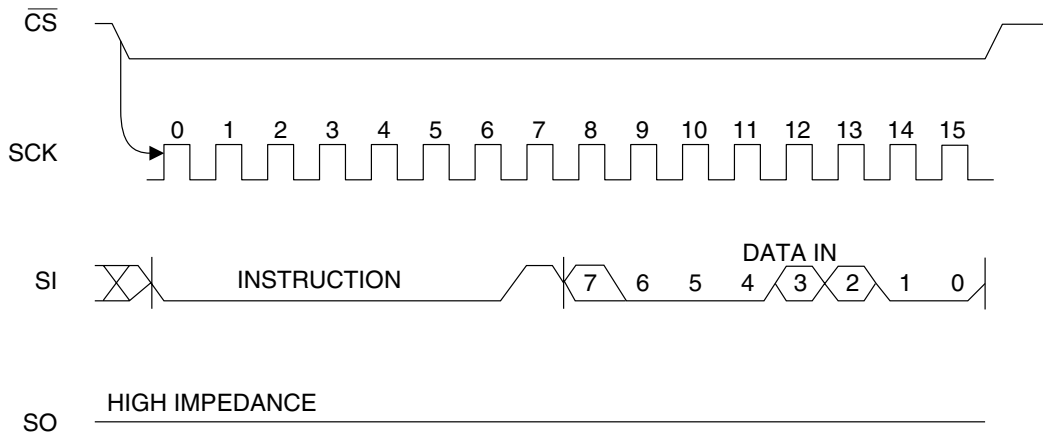 CS
0 1 2 3 4 5 6 7 8 9 10 11 12 13 14 15
SCK
DATA IN
SI
INSTRUCTION
7 6 5 4 3 2 1 0
HIGH IMPEDANCE
SO